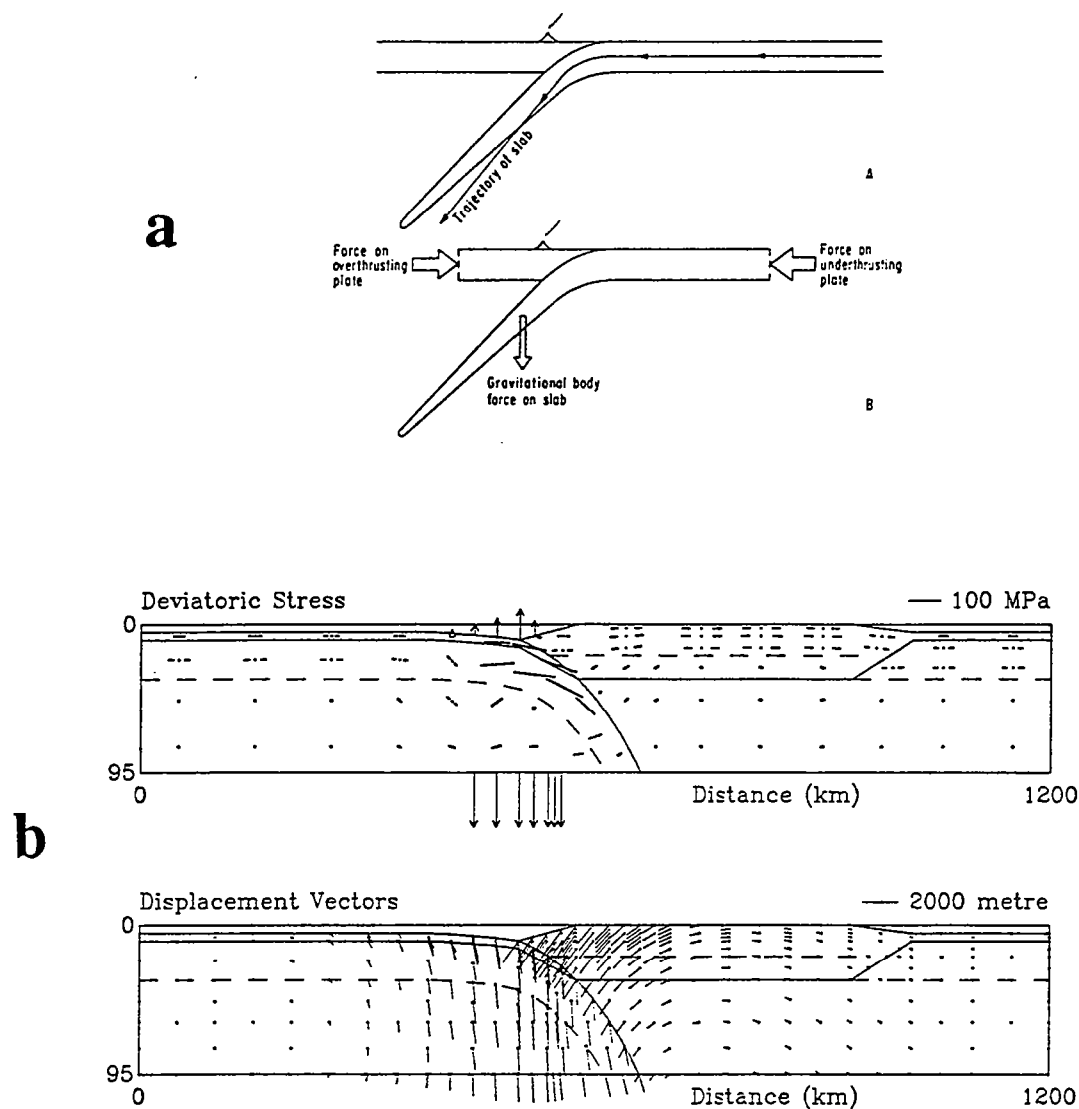 Trajectory of slab
A
a
Force on
overthrusting
plate
Force on
underthrusting
plate
Gravitational body
force on slab
B
Deviatoric Stress
100 MPa
0
95
0
Distance (km)
1200
b
Displacement Vectors
2000 metre
0
95
0
Distance (km)
1200